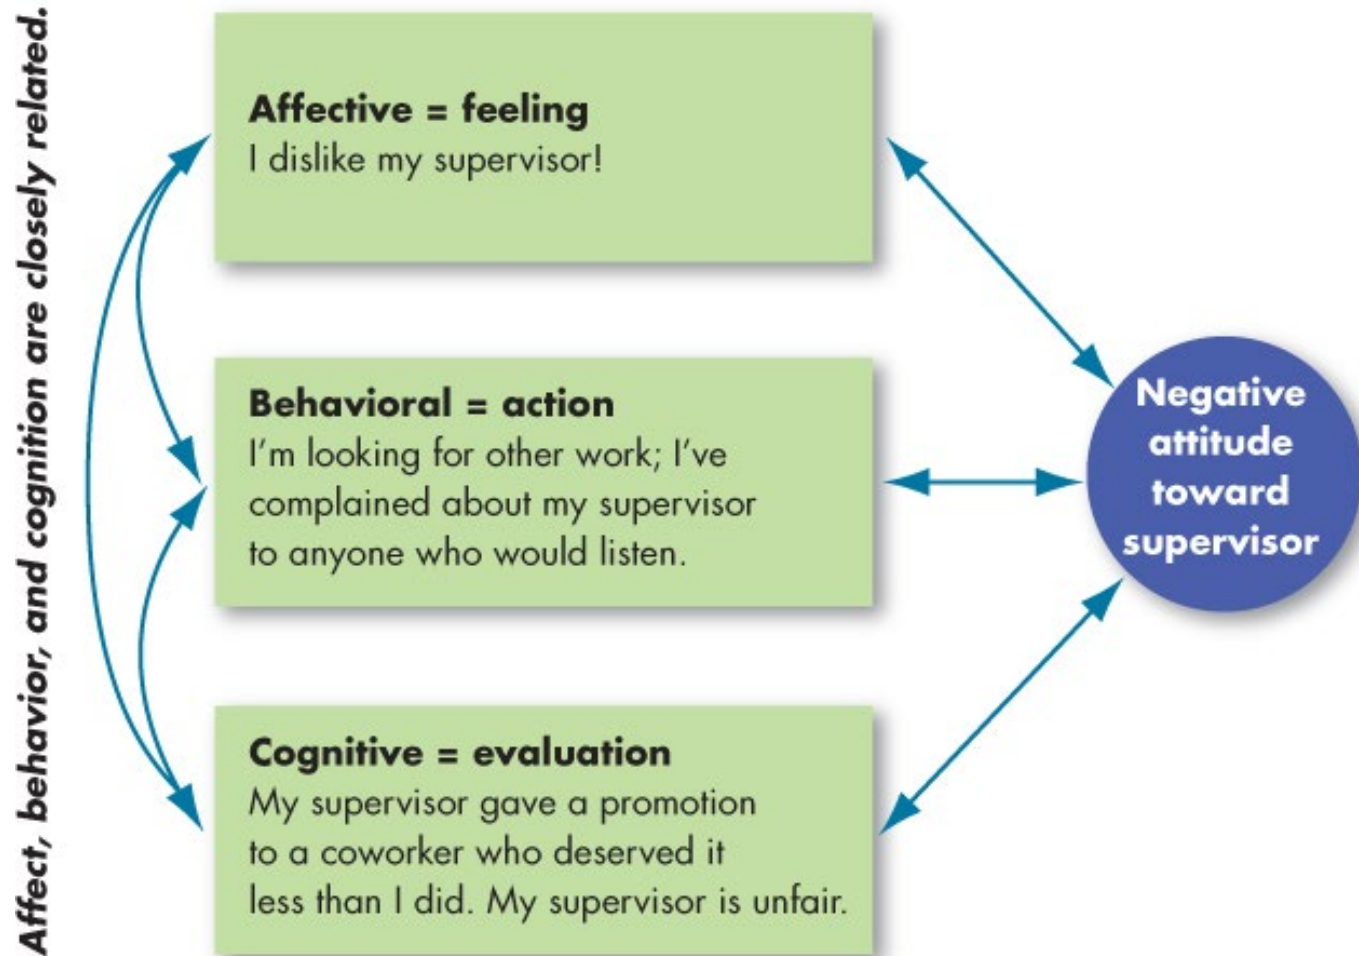 Affect, behavior, and cognition are closely related.
Affective = feeling
I dislike my supervisor!
Behavioral = action
I’m looking for other work; I’ve
complained about my supervisor
to anyone who would listen.
Cognitive = evaluation
My supervisor gave a promotion
to a coworker who deserved it
less than I did. My supervisor is unfair.
Negative
attitude
toward
supervisor